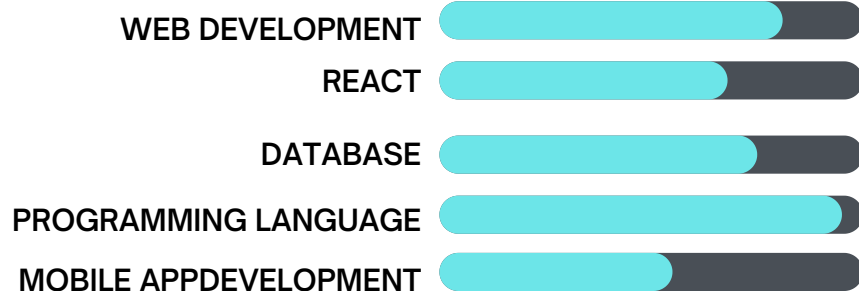 WEB DEVELOPMENT
REACT
DATABASE
PROGRAMMING LANGUAGE
MOBILE APPDEVELOPMENT